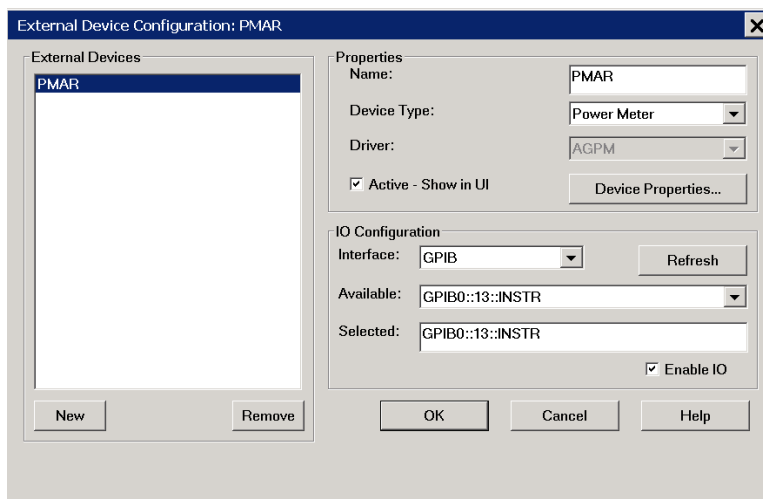 External Device Configuration: PMAR
External Devices
PMAR
New
Remove
Properties
Name:
PMAR
Device Type:
Power Meter
Driver:
AGPM
Active - Show in UI
Device Properties...
IO Configuration
Interface:
GPIB
Refresh
Available:
GPIB0::13::INSTR
Selected:
GPIB0::13::INSTR
Enable IO
OK
Cancel
Help